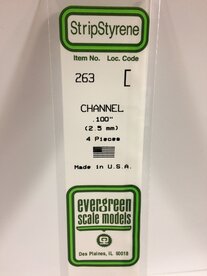 StripStyrene
Item No. Loc. Code
263 [
CHANNEL
.100"
(2.5 mm)
4 Pieces
Made in U.S.A.
evergreen
scale models
Des Plaines, IL 60018